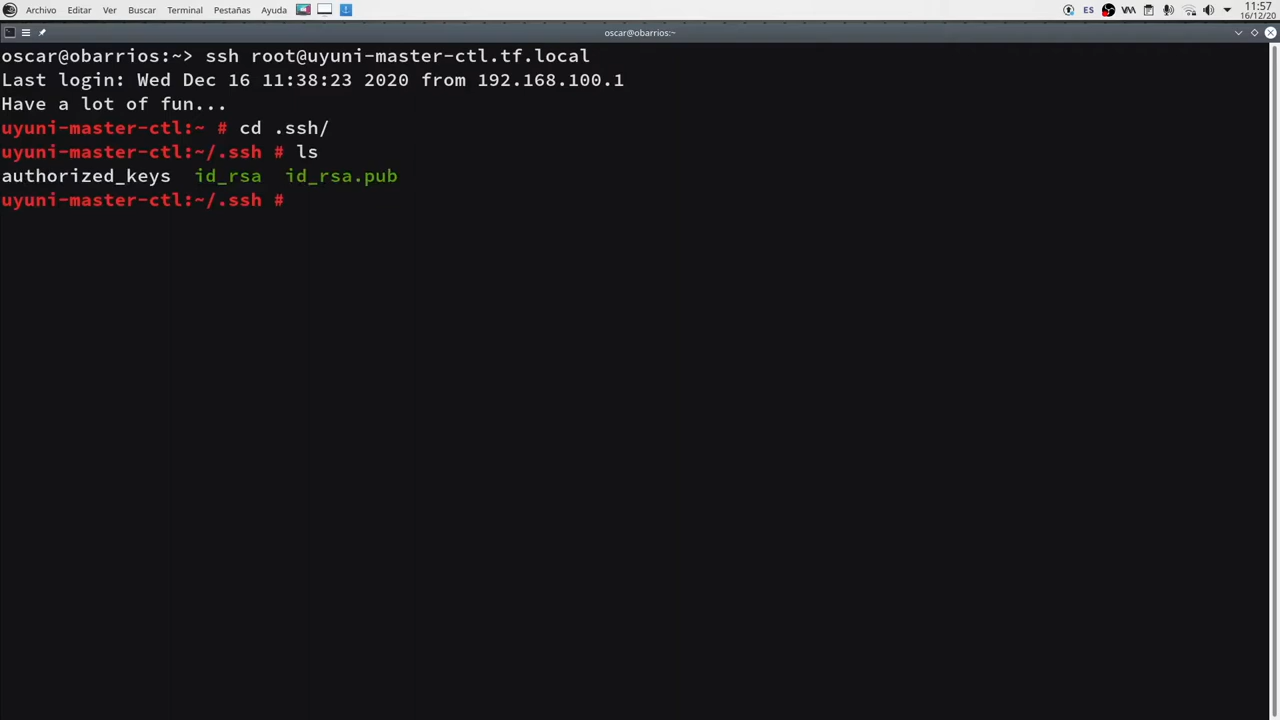 Archivo Editar Ver Buscar Terminal Pestañas Ayuda
ES
11:57
16/12/20
oscar@obarrios:~
oscar@obarrios:~> ssh root@uyuni-master-ctl.tf.local
Last login: Wed Dec 16 11:38:23 2020 from 192.168.100.1
Have a lot of fun...
uyuni-master-ctl:~ # cd .ssh/
uyuni-master-ctl:~/.ssh # ls
authorized_keys  id_rsa  id_rsa.pub
uyuni-master-ctl:~/.ssh #